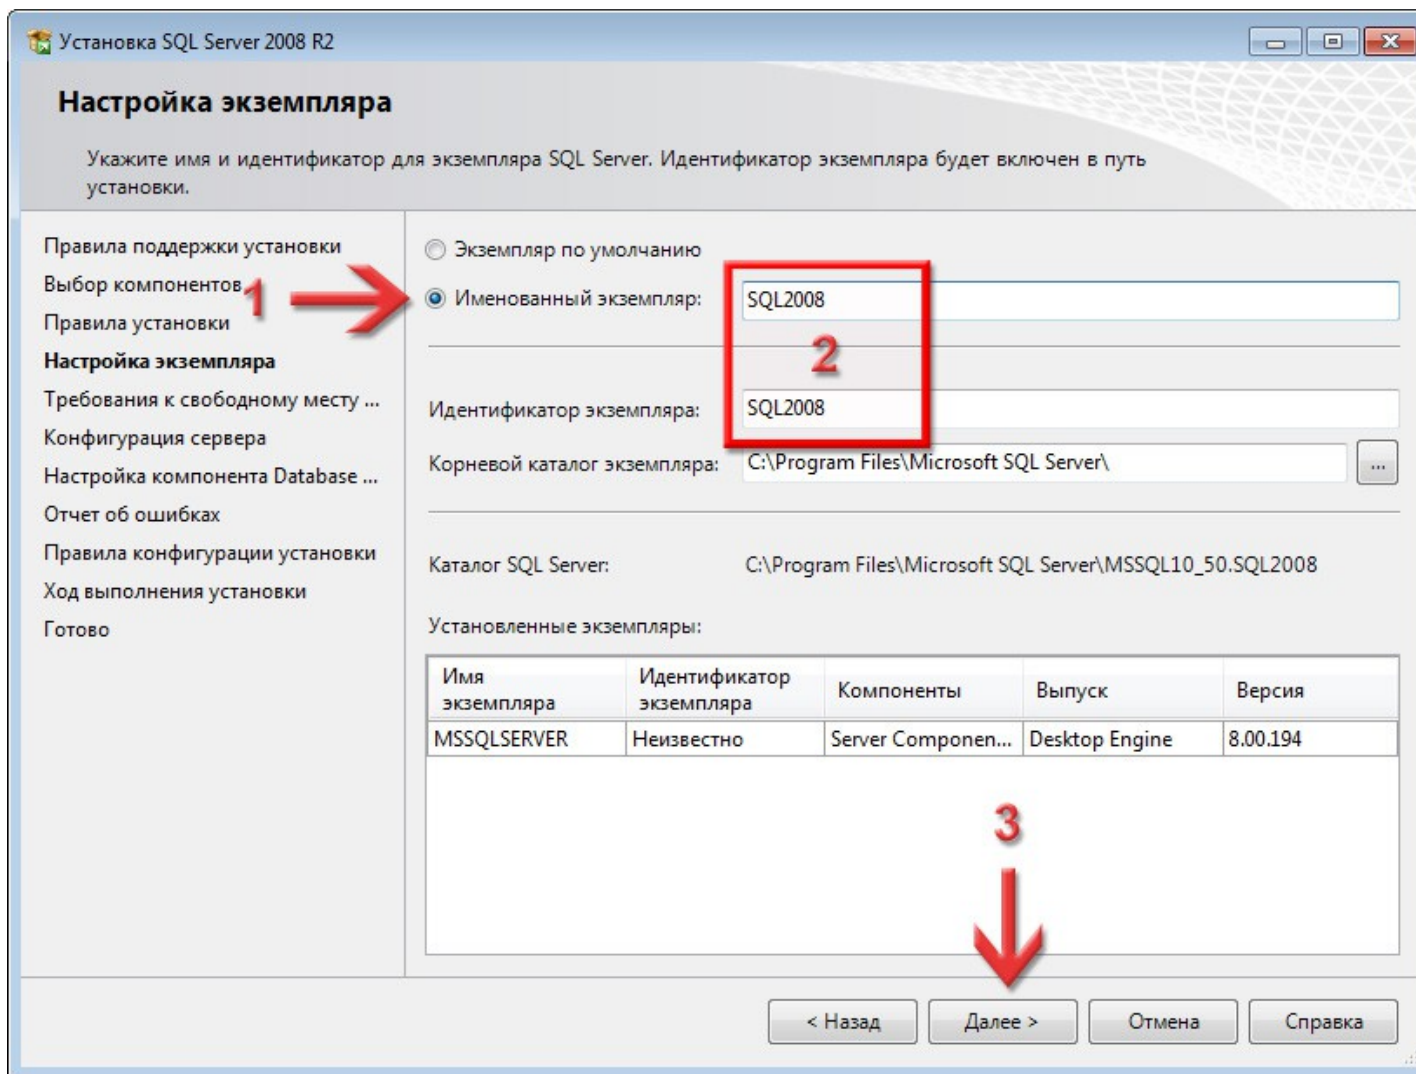 Установка SQL Server 2008 R2
Настройка экземпляра
Укажите имя и идентификатор для экземпляра SQL Server. Идентификатор экземпляра будет включен в путь
установки.
Правила поддержки установки
Выбор компонентов
Правила установки
Настройка экземпляра
Требования к свободному месту ...
Конфигурация сервера
Настройка компонента Database ...
Отчет об ошибках
Правила конфигурации установки
Ход выполнения установки
Готово
1
Экземпляр по умолчанию
Именованный экземпляр: SQL2008
2
Идентификатор экземпляра: SQL2008
Корневой каталог экземпляра: C:\Program Files\Microsoft SQL Server\ ...
Каталог SQL Server: C:\Program Files\Microsoft SQL Server\MSSQL10_50.SQL2008
Установленные экземпляры:
Имя экземпляра Идентификатор экземпляра Компоненты Выпуск Версия
MSSQLSERVER Неизвестно Server Componen... Desktop Engine 8.00.194
3
< Назад Далее > Отмена Справка